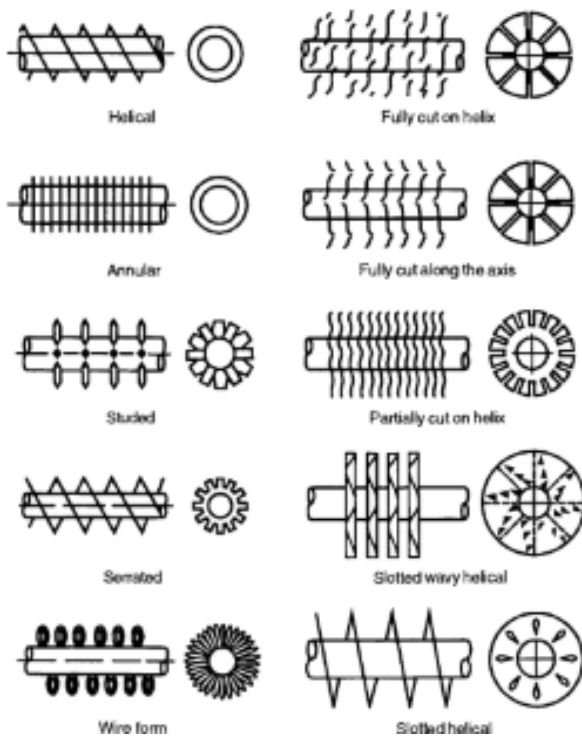 Helical
Fully cut on helix
Annular
Fully cut along the axis
Studed
Partially cut on helix
Serrated
Slotted wavy helical
Wire form
Slotted helical